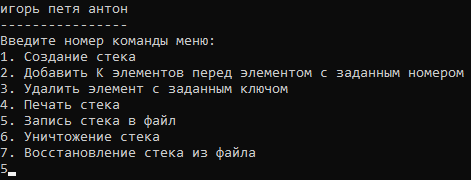 игорь петя антон
----------------
Введите номер команды меню:
1. Создание стека
2. Добавить К элементов перед элементом с заданным номером
3. Удалить элемент с заданным ключом
4. Печать стека
5. Запись стека в файл
6. Уничтожение стека
7. Восстановление стека из файла
5